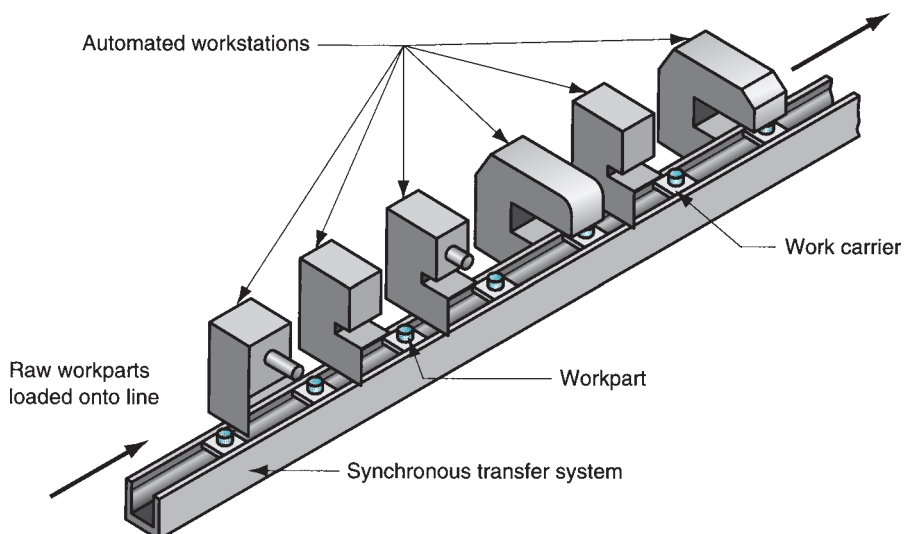 Automated workstations
Work carrier
Raw workparts
loaded onto line
Workpart
Synchronous transfer system